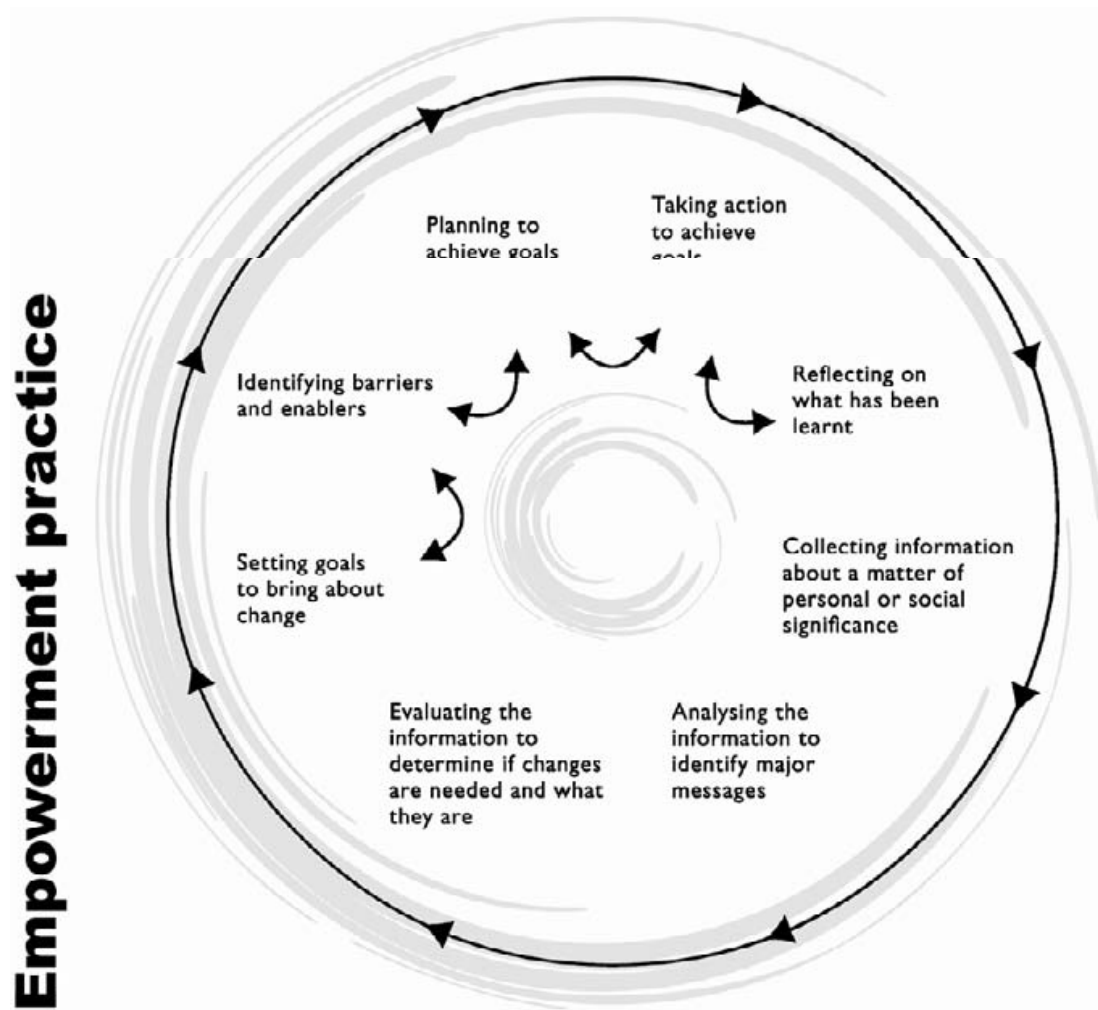 Empowerment practice
Planning to
achieve goals
Taking action
to achieve
goals
Reflecting on
what has been
learnt
Collecting information
about a matter of
personal or social
significance
Analysing the
information to
identify major
messages
Evaluating the
information to
determine if changes
are needed and what
they are
Setting goals
to bring about
change
Identifying barriers
and enablers